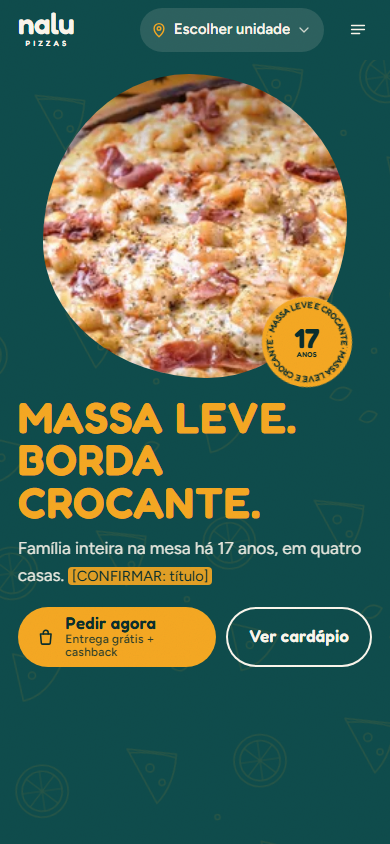 nalu
PIZZAS
Escolher unidade
MASSA LEVE E CROCANTE · MASSA LEVE E CROCANTE ·
17
ANOS
MASSA LEVE.
BORDA
CROCANTE.
Família inteira na mesa há 17 anos, em quatro
casas. [CONFIRMAR: título]
Pedir agora
Entrega grátis +
cashback
Ver cardápio